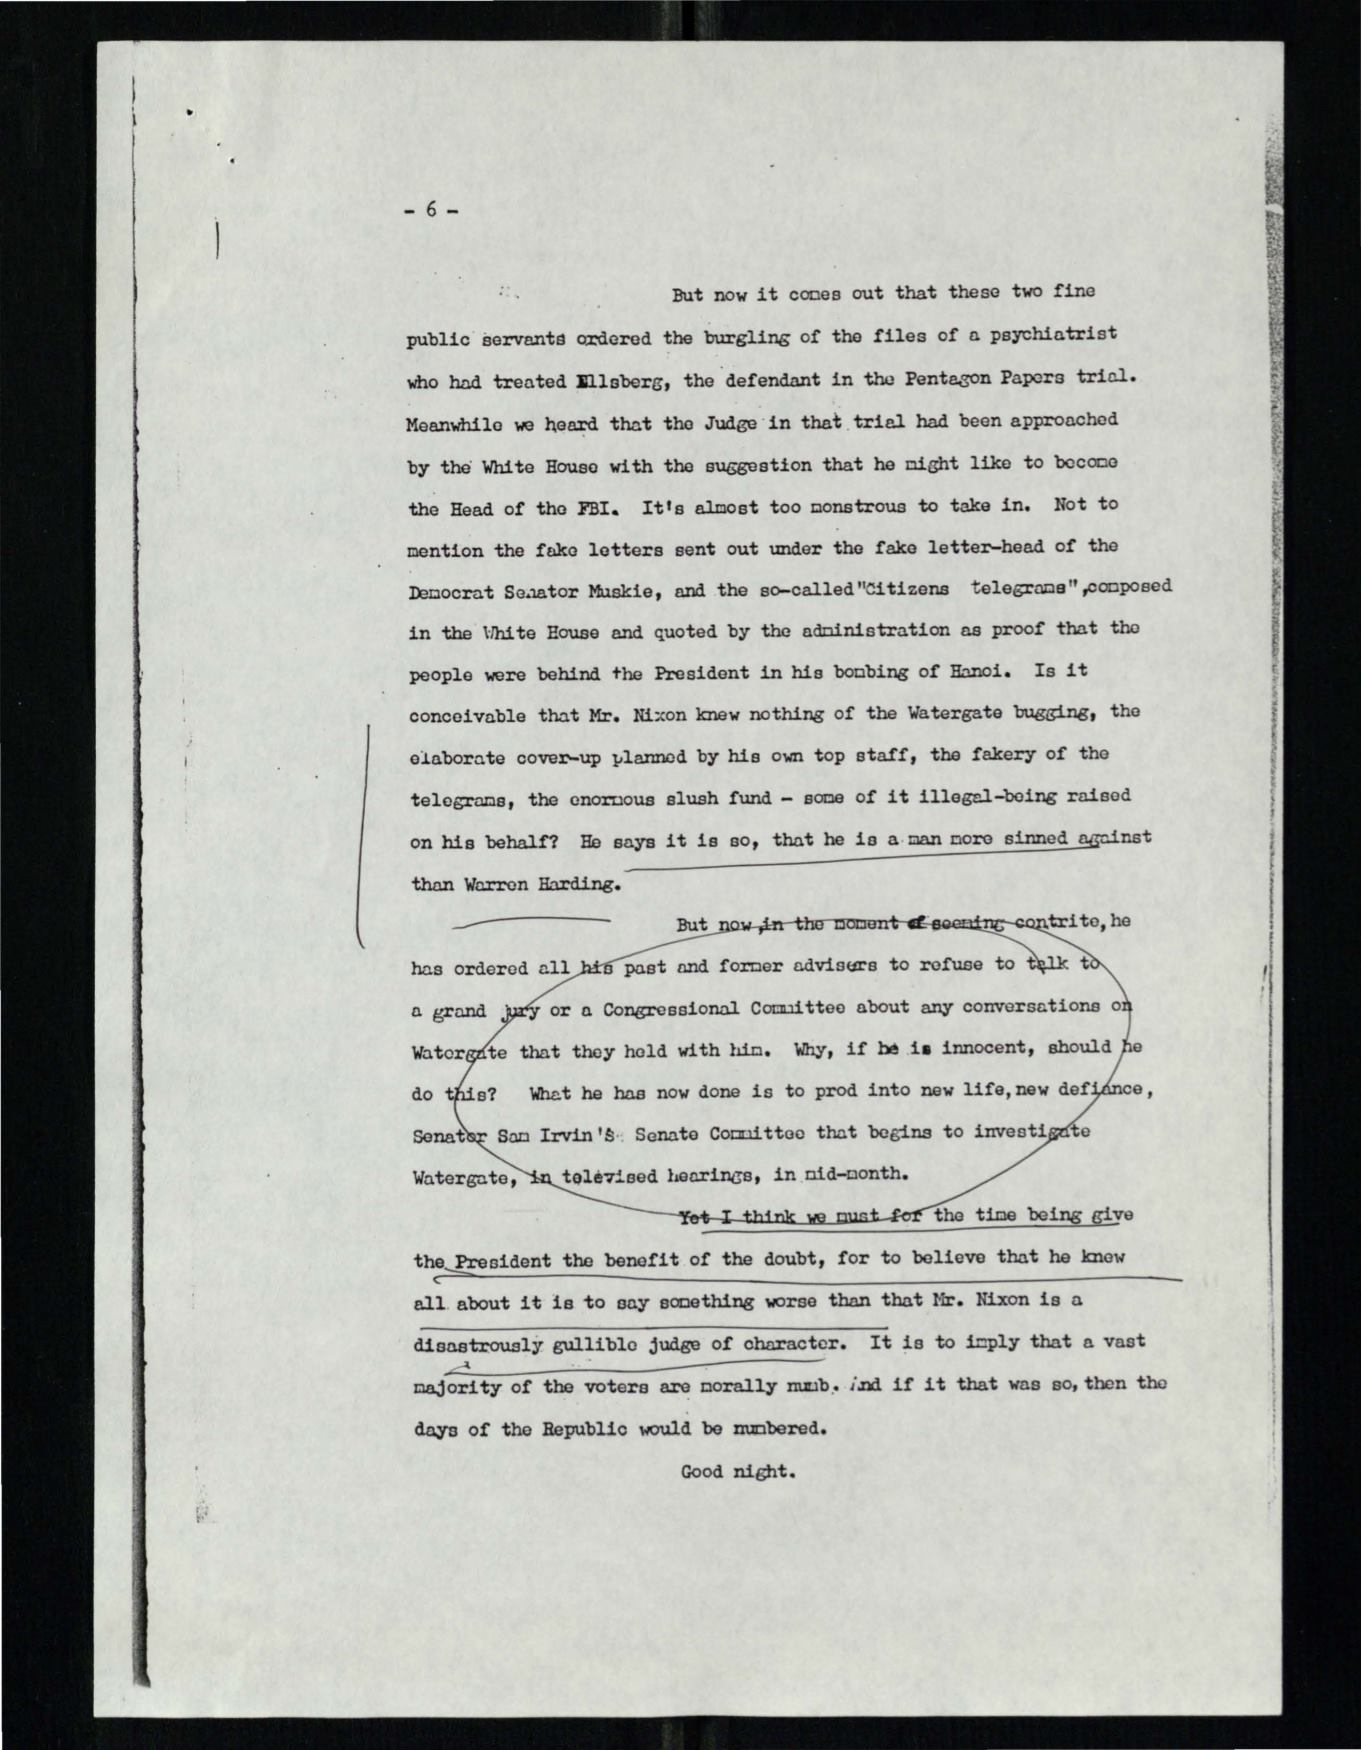 - 6 -
But now it comes out that these two fine
public servants ordered the burgling of the files of a psychiatrist
who had treated Ellsberg, the defendant in the Pentagon Papers trial.
Meanwhile we heard that the Judge in that trial had been approached
by the White House with the suggestion that he might like to become
the Head of the FBI. It's almost too monstrous to take in. Not to
mention the fake letters sent out under the fake letter-head of the
Democrat Senator Muskie, and the so-called "Citizens telegrams", composed
in the White House and quoted by the administration as proof that the
people were behind the President in his bombing of Hanoi. Is it
conceivable that Mr. Nixon knew nothing of the Watergate bugging, the
elaborate cover-up planned by his own top staff, the fakery of the
telegrams, the enormous slush fund - some of it illegal-being raised
on his behalf? He says it is so, that he is a man more sinned against
than Warren Harding.
But now, in the moment of seeming contrite, he
has ordered all his past and former advisers to refuse to talk to
a grand jury or a Congressional Committee about any conversations on
Watergate that they held with him. Why, if he is innocent, should he
do this? What he has now done is to prod into new life, new defiance,
Senator Sam Irvin's Senate Committee that begins to investigate
Watergate, in televised hearings, in mid-month.
Yet I think we must for the time being give
the President the benefit of the doubt, for to believe that he knew
all about it is to say something worse than that Mr. Nixon is a
disastrously gullible judge of character. It is to imply that a vast
majority of the voters are morally numb. And if it that was so, then the
days of the Republic would be numbered.
Good night.